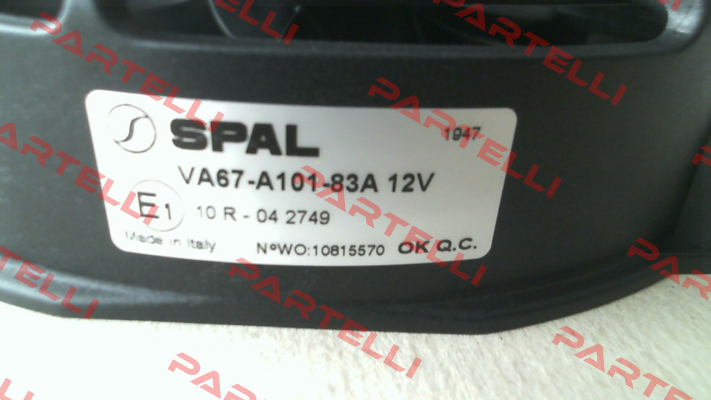 SPAL
1947
VA67-A101-83A 12V
E1
10 R - 04 2749
Made in Italy
N°WO:10815570
OK Q.C.
PARTELLI
PARTELLI
PARTELLI
PARTELLI
PARTELLI
PARTELLI
PARTELLI
PARTELLI